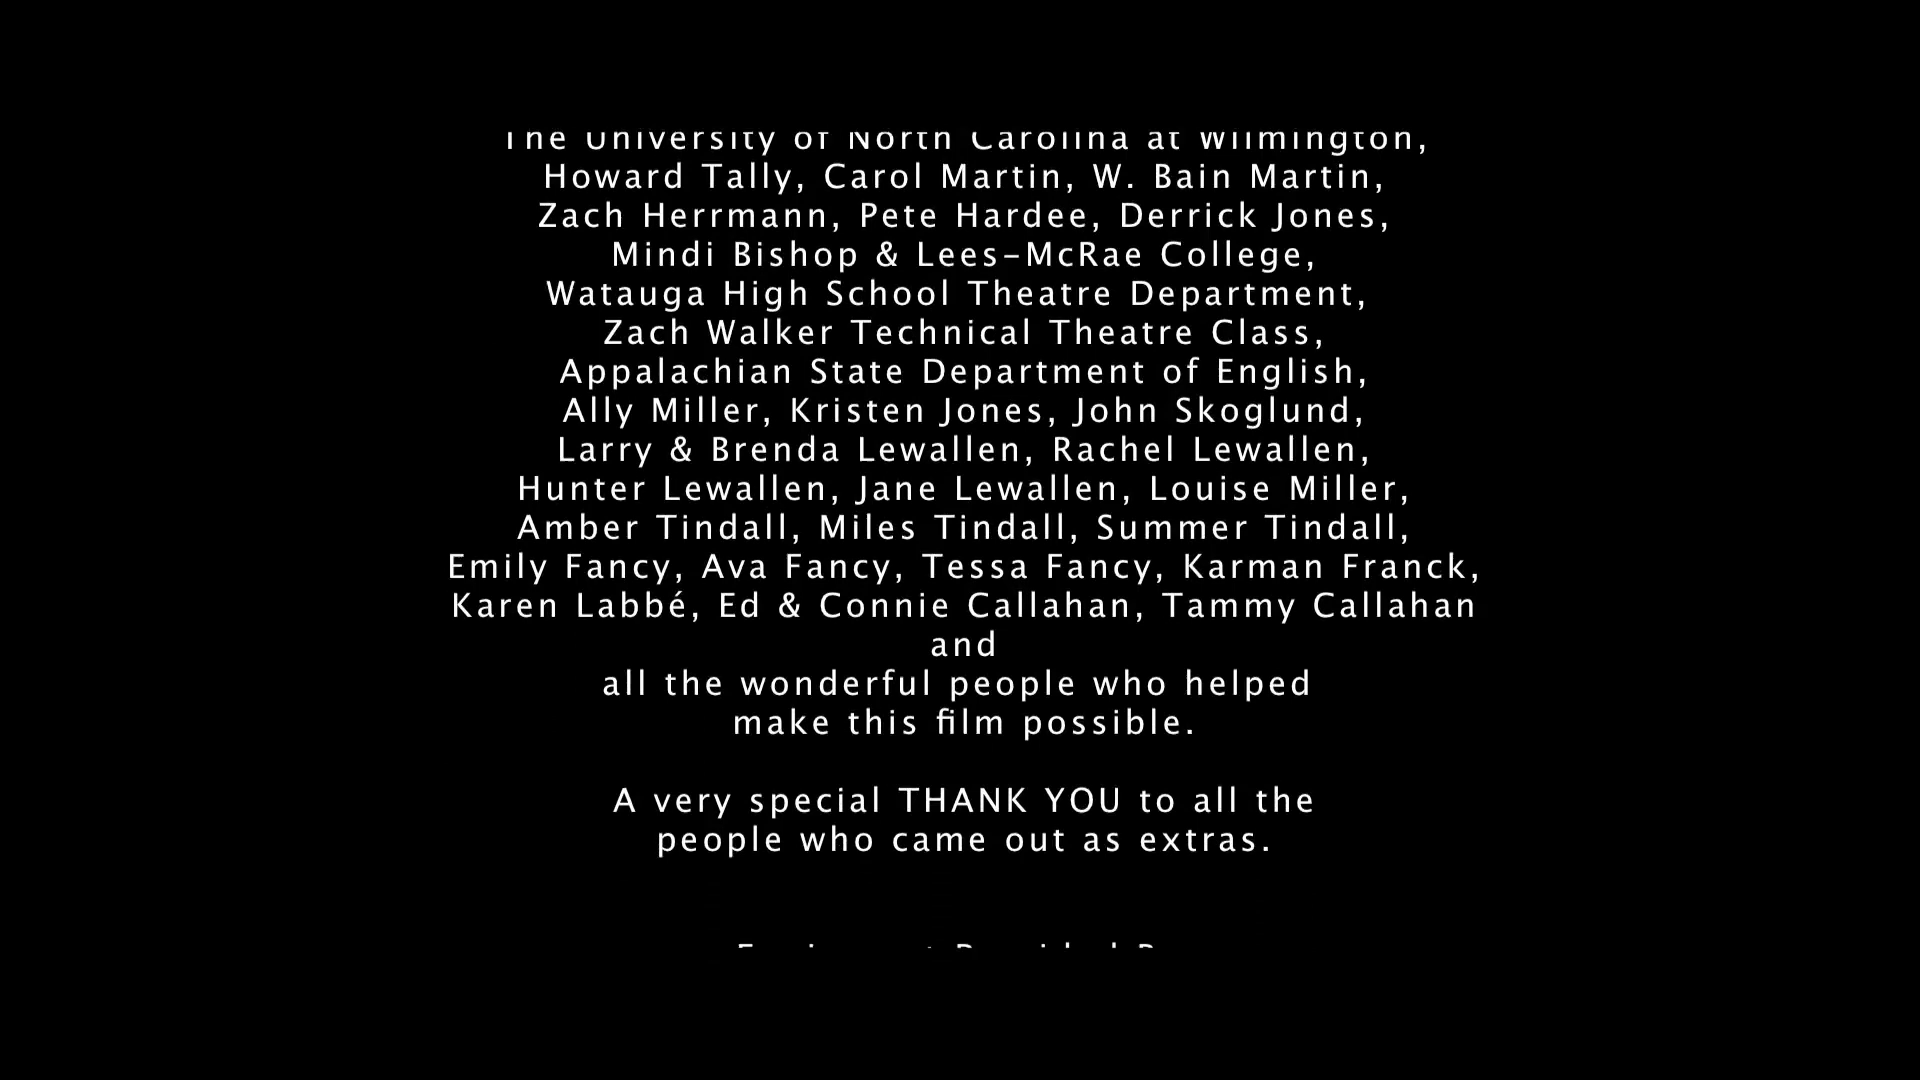 The University of North Carolina at Wilmington,
Howard Tally, Carol Martin, W. Bain Martin,
Zach Herrmann, Pete Hardee, Derrick Jones,
Mindi Bishop & Lees-McRae College,
Watauga High School Theatre Department,
Zach Walker Technical Theatre Class,
Appalachian State Department of English,
Ally Miller, Kristen Jones, John Skoglund,
Larry & Brenda Lewallen, Rachel Lewallen,
Hunter Lewallen, Jane Lewallen, Louise Miller,
Amber Tindall, Miles Tindall, Summer Tindall,
Emily Fancy, Ava Fancy, Tessa Fancy, Karman Franck,
Karen Labbé, Ed & Connie Callahan, Tammy Callahan
and
all the wonderful people who helped
make this film possible.
A very special THANK YOU to all the
people who came out as extras.